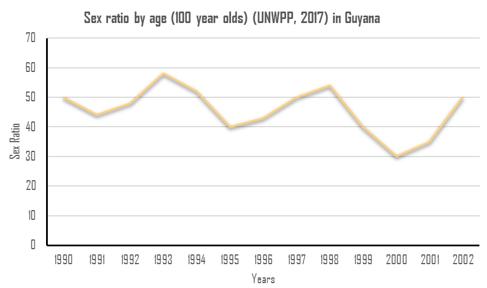 Sex ratio by age (100 year olds) (UNWPP, 2017) in Guyana
70
60
50
40
30
20
10
0
Sex Ratio
1990 1991 1992 1993 1994 1995 1996 1997 1998 1999 2000 2001 2002
Years